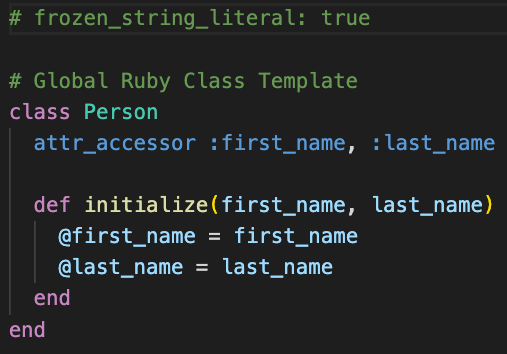 # frozen_string_literal: true
# Global Ruby Class Template
class Person
attr_accessor :first_name, :last_name
def initialize(first_name, last_name)
@first_name = first_name
@last_name = last_name
end
end